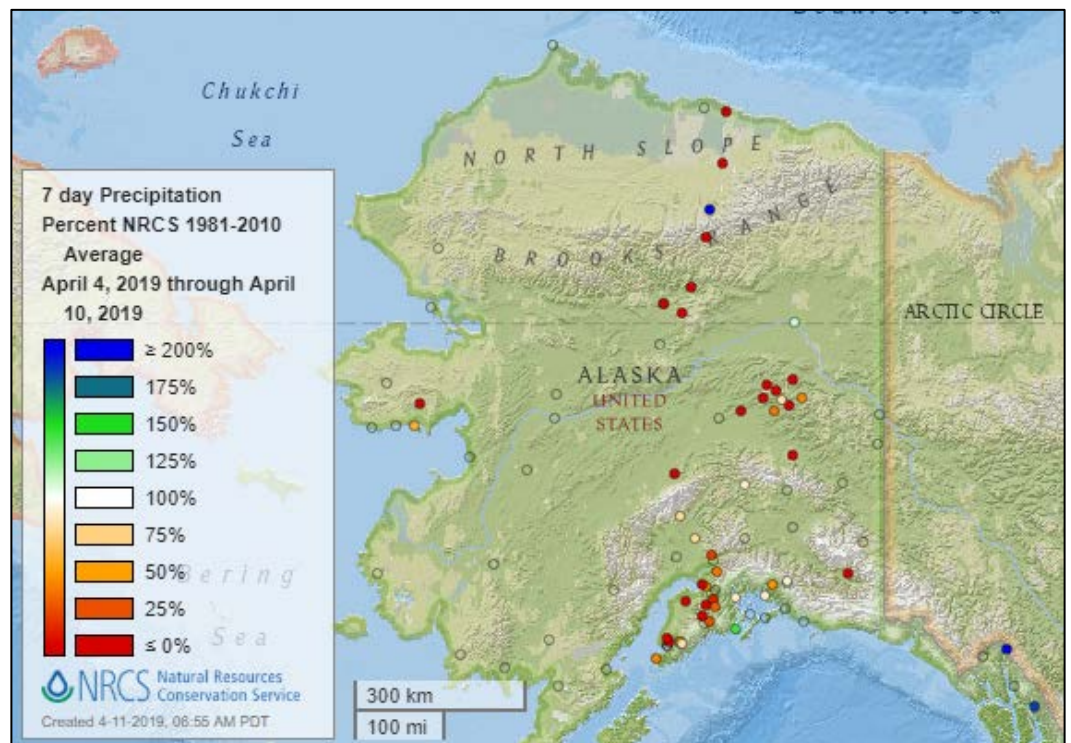 Chukchi
Sea
NORTH SLOPE
BROOKS RANGE
ARCTIC CIRCLE
ALASKA
UNITED
STATES
7 day Precipitation
Percent NRCS 1981-2010
Average
April 4, 2019 through April
10, 2019
≥ 200%
175%
150%
125%
100%
75%
50%
25%
≤ 0%
Bering
Sea
NRCS Natural Resources
Conservation Service
Created 4-11-2019, 06:55 AM PDT
300 km
100 mi